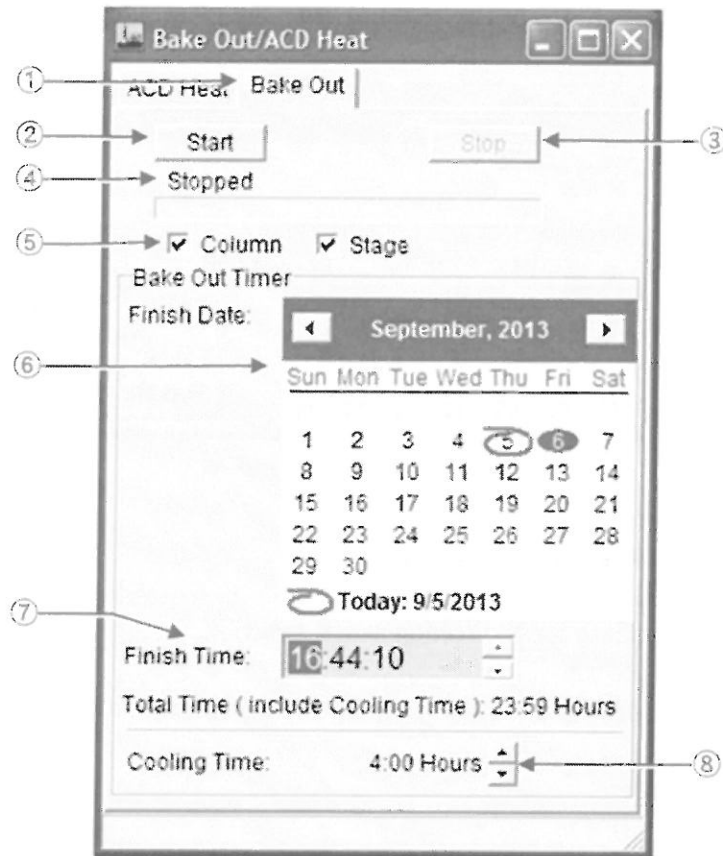 Bake Out/ACD Heat
① ACD Heat Bake Out
② Start Stop ③
④ Stopped
⑤ Column Stage
Bake Out Timer
Finish Date: September, 2013
⑥ Sun Mon Tue Wed Thu Fri Sat
1 2 3 4 5 6 7
8 9 10 11 12 13 14
15 16 17 18 19 20 21
22 23 24 25 26 27 28
29 30
Today: 9/5/2013
⑦ Finish Time: 16:44:10
Total Time ( include Cooling Time ): 23:59 Hours
Cooling Time: 4:00 Hours ⑧